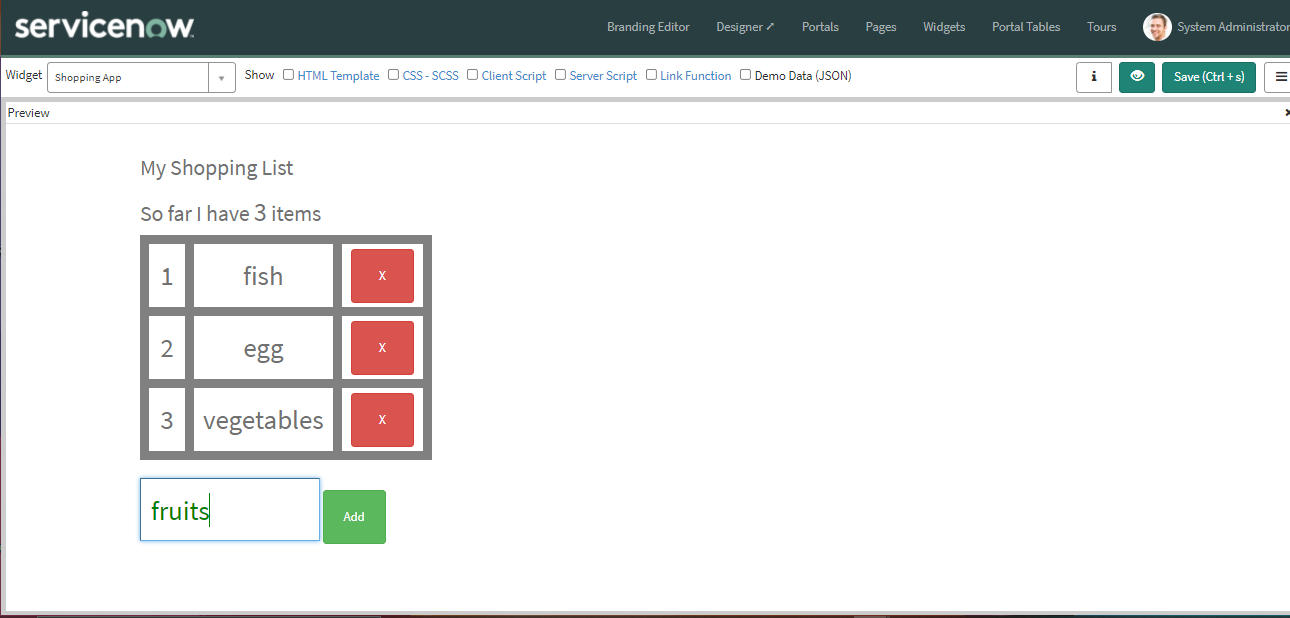 servicenow.
Branding Editor Designer Portals Pages Widgets Portal Tables Tours System Administrator
Widget Shopping App Show HTML Template CSS - SCSS Client Script Server Script Link Function Demo Data (JSON) i Save (Ctrl + s)
Preview
My Shopping List
So far I have 3 items
1 fish X
2 egg X
3 vegetables X
fruits Add